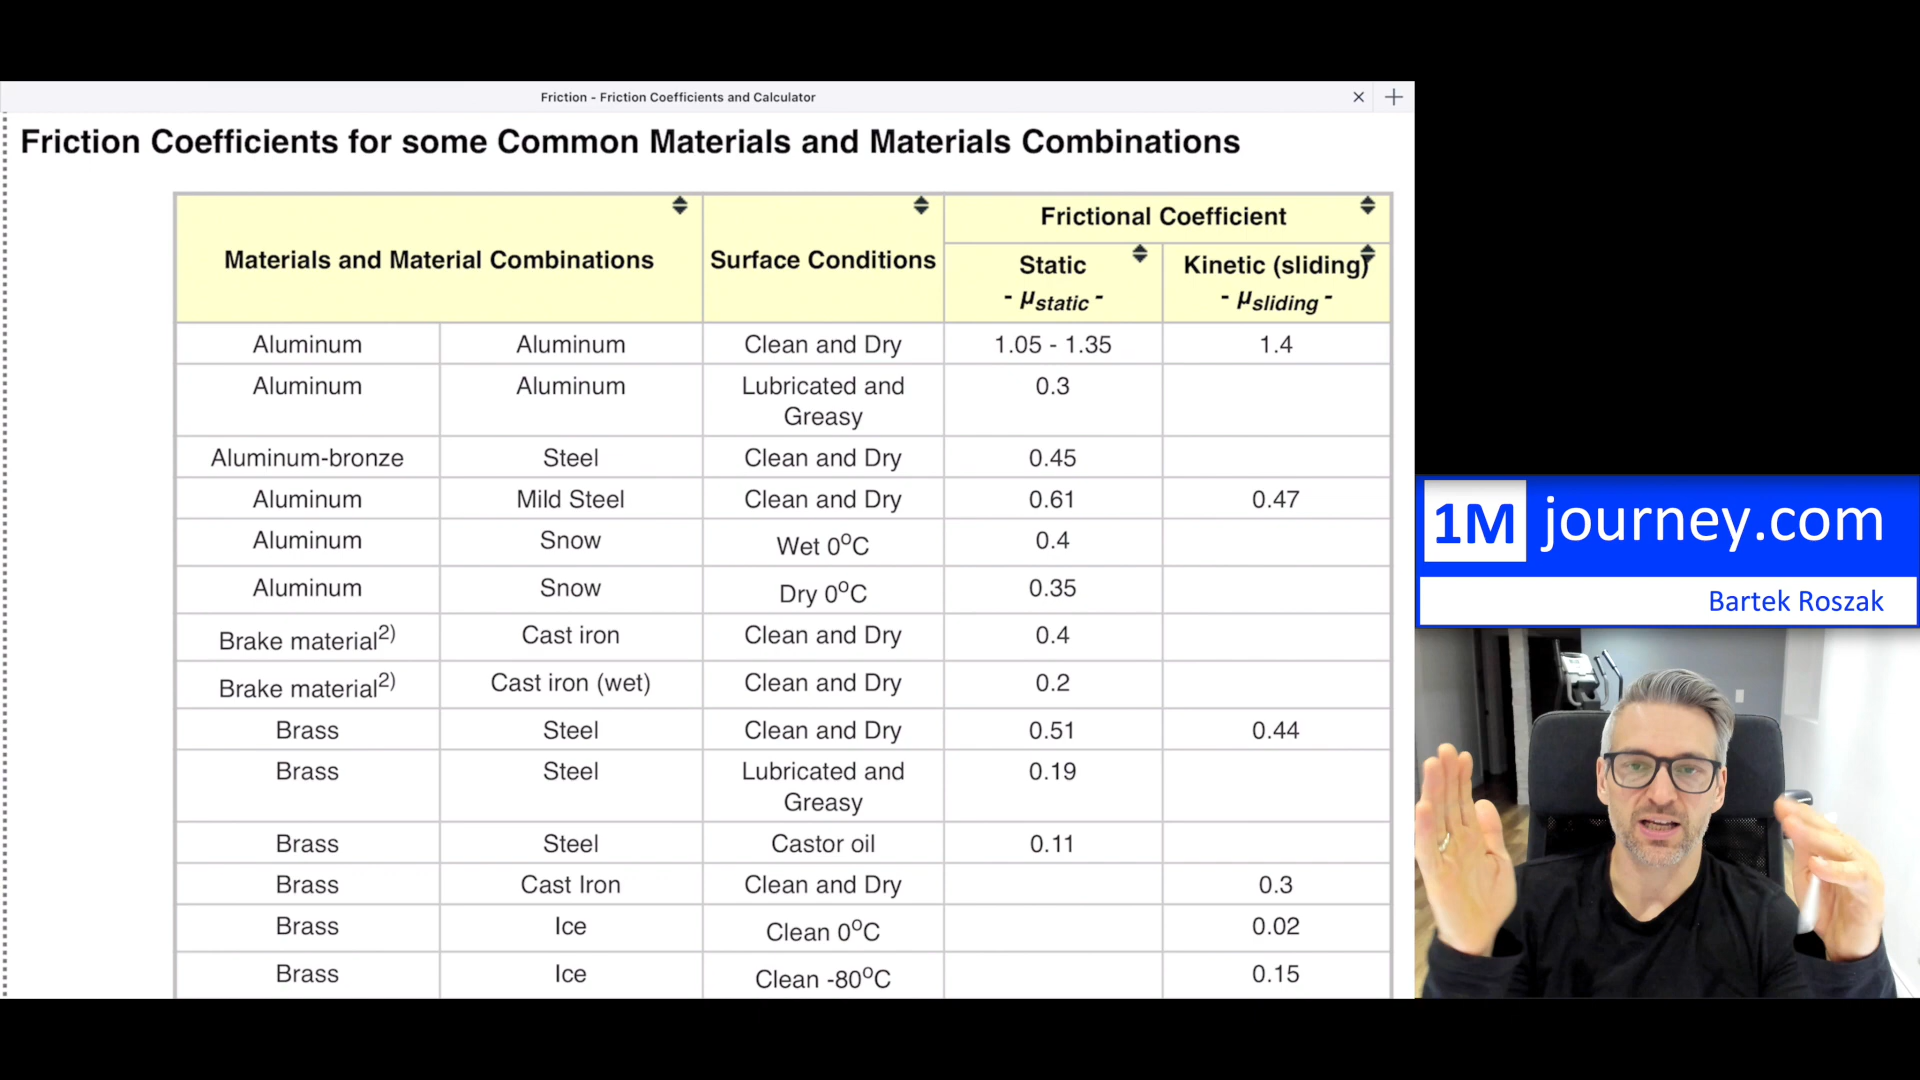 Friction - Friction Coefficients and Calculator
Friction Coefficients for some Common Materials and Materials Combinations
Materials and Material Combinations
Surface Conditions
Frictional Coefficient
Static
- μstatic -
Kinetic (sliding)
- μsliding -
Aluminum Aluminum Clean and Dry 1.05 - 1.35 1.4
Aluminum Aluminum Lubricated and 0.3
Greasy
Aluminum-bronze Steel Clean and Dry 0.45
Aluminum Mild Steel Clean and Dry 0.61 0.47
Aluminum Snow Wet 0oC 0.4
Aluminum Snow Dry 0oC 0.35
Brake material2) Cast iron Clean and Dry 0.4
Brake material2) Cast iron (wet) Clean and Dry 0.2
Brass Steel Clean and Dry 0.51 0.44
Brass Steel Lubricated and 0.19
Greasy
Brass Steel Castor oil 0.11
Brass Cast Iron Clean and Dry 0.3
Brass Ice Clean 0oC 0.02
Brass Ice Clean -80oC 0.15
1M journey.com
Bartek Roszak